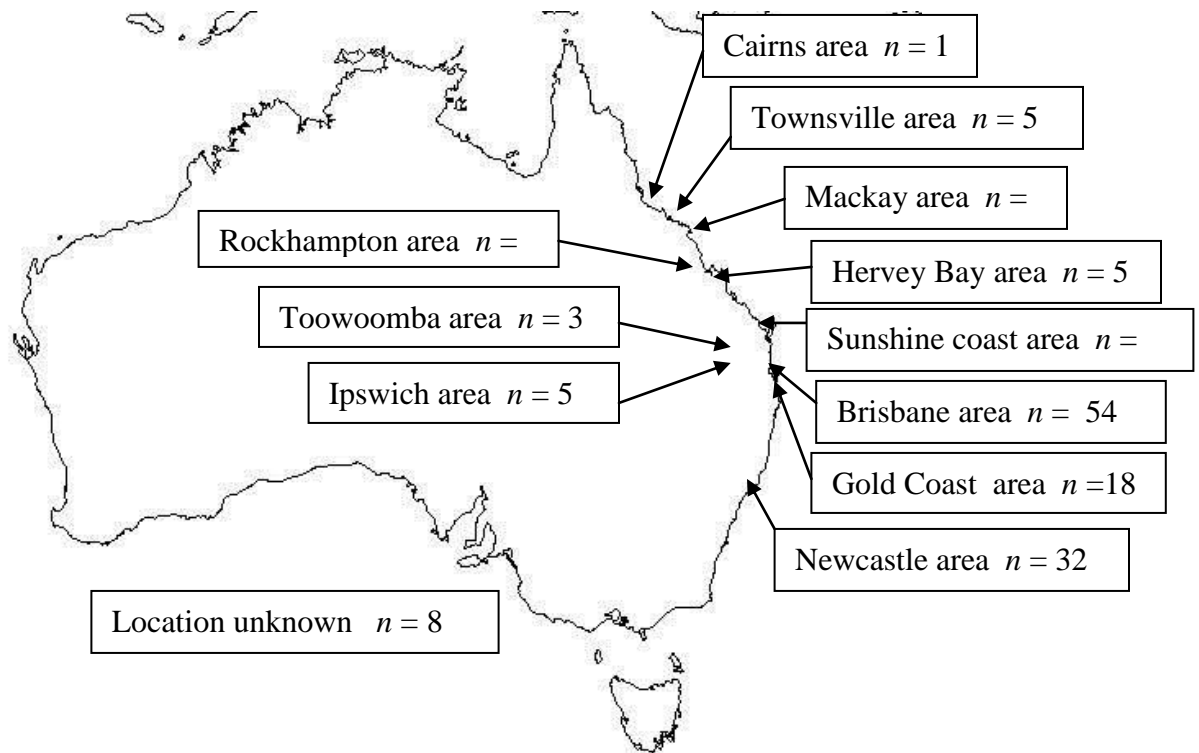 Cairns area n = 1
Townsville area n = 5
Mackay area n =
Rockhampton area n =
Hervey Bay area n = 5
Toowoomba area n = 3
Sunshine coast area n =
Ipswich area n = 5
Brisbane area n = 54
Gold Coast area n =18
Newcastle area n = 32
Location unknown n = 8